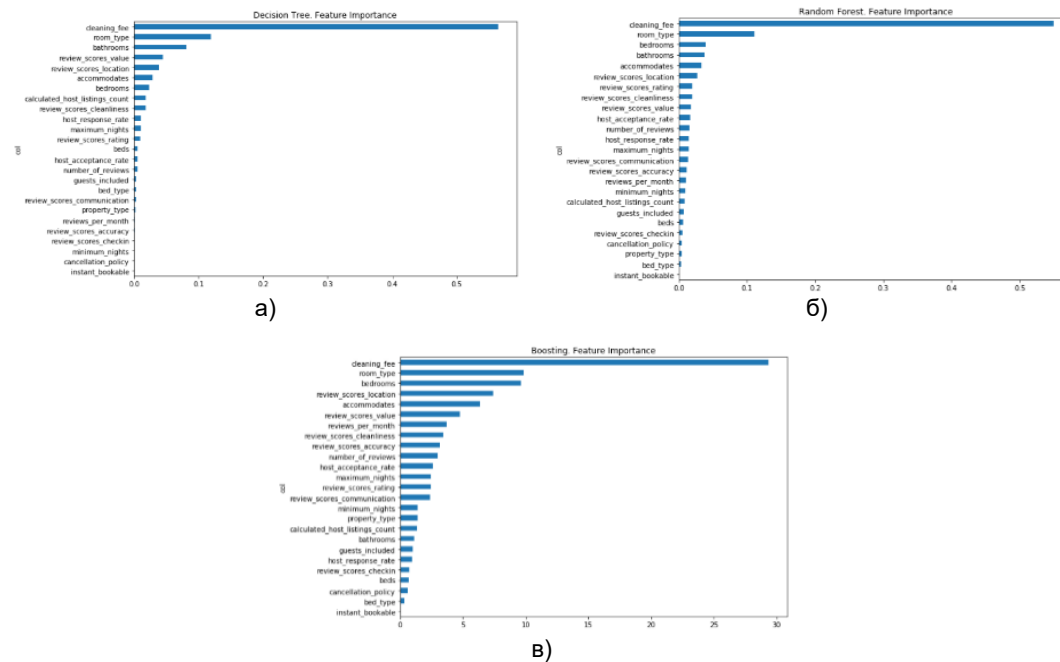 Decision Tree. Feature Importance
cleaning_fee
room_type
bathrooms
review_scores_value
review_scores_location
accommodates
bedrooms
calculated_host_listings_count
review_scores_cleanliness
host_response_rate
maximum_nights
review_scores_rating
beds
host_acceptance_rate
number_of_reviews
guests_included
bed_type
review_scores_communication
property_type
reviews_per_month
review_scores_accuracy
review_scores_checkin
minimum_nights
cancellation_policy
instant_bookable
col
0.0 0.1 0.2 0.3 0.4 0.5
а)
Random Forest. Feature Importance
cleaning_fee
room_type
bedrooms
bathrooms
accommodates
review_scores_location
review_scores_rating
review_scores_cleanliness
review_scores_value
host_acceptance_rate
number_of_reviews
host_response_rate
maximum_nights
review_scores_communication
review_scores_accuracy
reviews_per_month
minimum_nights
calculated_host_listings_count
guests_included
beds
review_scores_checkin
cancellation_policy
property_type
bed_type
instant_bookable
col
0.0 0.1 0.2 0.3 0.4 0.5
б)
Boosting. Feature Importance
cleaning_fee
room_type
bedrooms
review_scores_location
accommodates
review_scores_value
reviews_per_month
review_scores_cleanliness
review_scores_accuracy
number_of_reviews
host_acceptance_rate
maximum_nights
review_scores_rating
review_scores_communication
minimum_nights
property_type
calculated_host_listings_count
bathrooms
guests_included
host_response_rate
review_scores_checkin
beds
cancellation_policy
bed_type
instant_bookable
col
0 5 10 15 20 25 30
в)